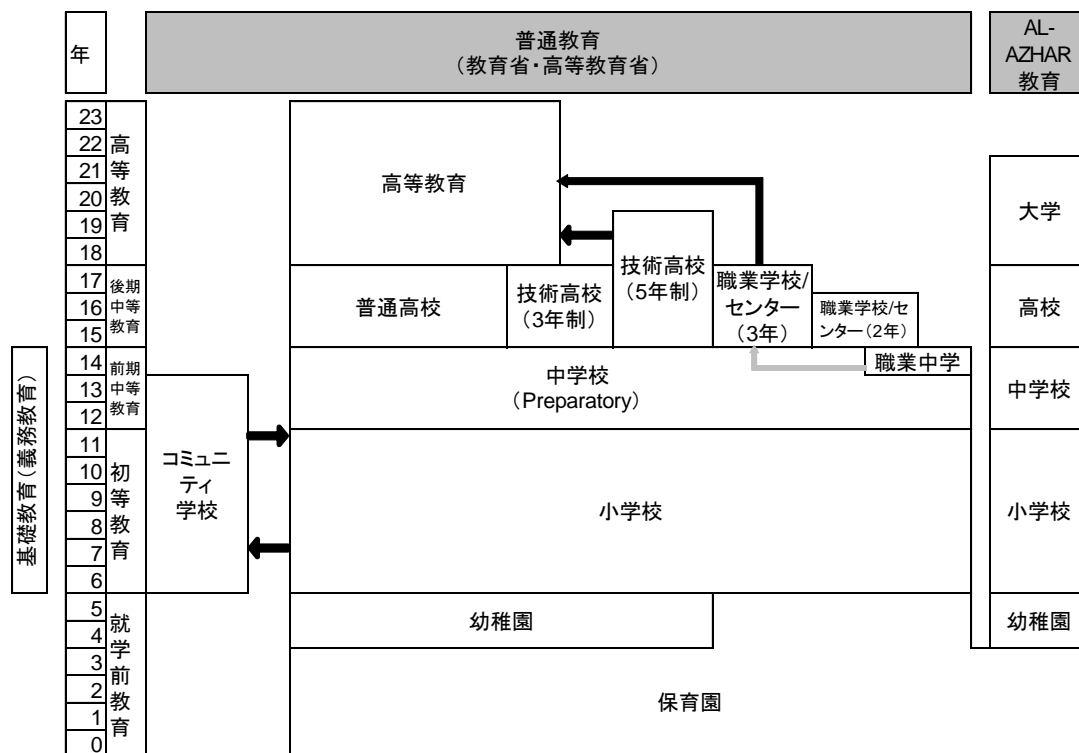 年
普通教育
（教育省・高等教育省）
AL-
AZHAR
教育
23
22
21
20
19
18
17
16
15
14
13
12
11
10
9
8
7
6
5
4
3
2
1
0
高等教育
後期
中等
教育
前期
中等
教育
初等教育
就学前教育
基礎教育（義務教育）
コミュニ
ティ
学校
高等教育
普通高校
技術高校
（3年制）
技術高校
（5年制）
職業学校/
センター
（3年）
職業学校/セ
ンター（2年）
職業中学
中学校
（Preparatory）
小学校
幼稚園
保育園
大学
高校
中学校
小学校
幼稚園